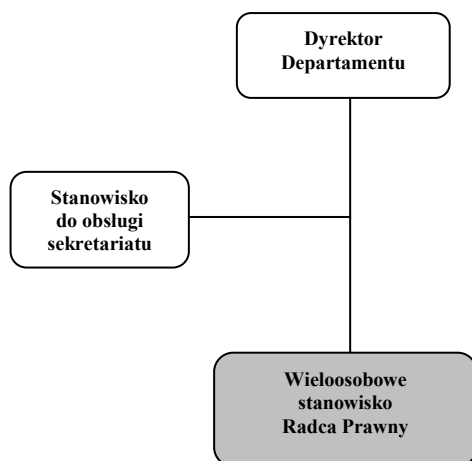 Dyrektor
Departamentu
Stanowisko
do obsługi
sekretariatu
Wieloosobowe
stanowisko
Radca Prawny